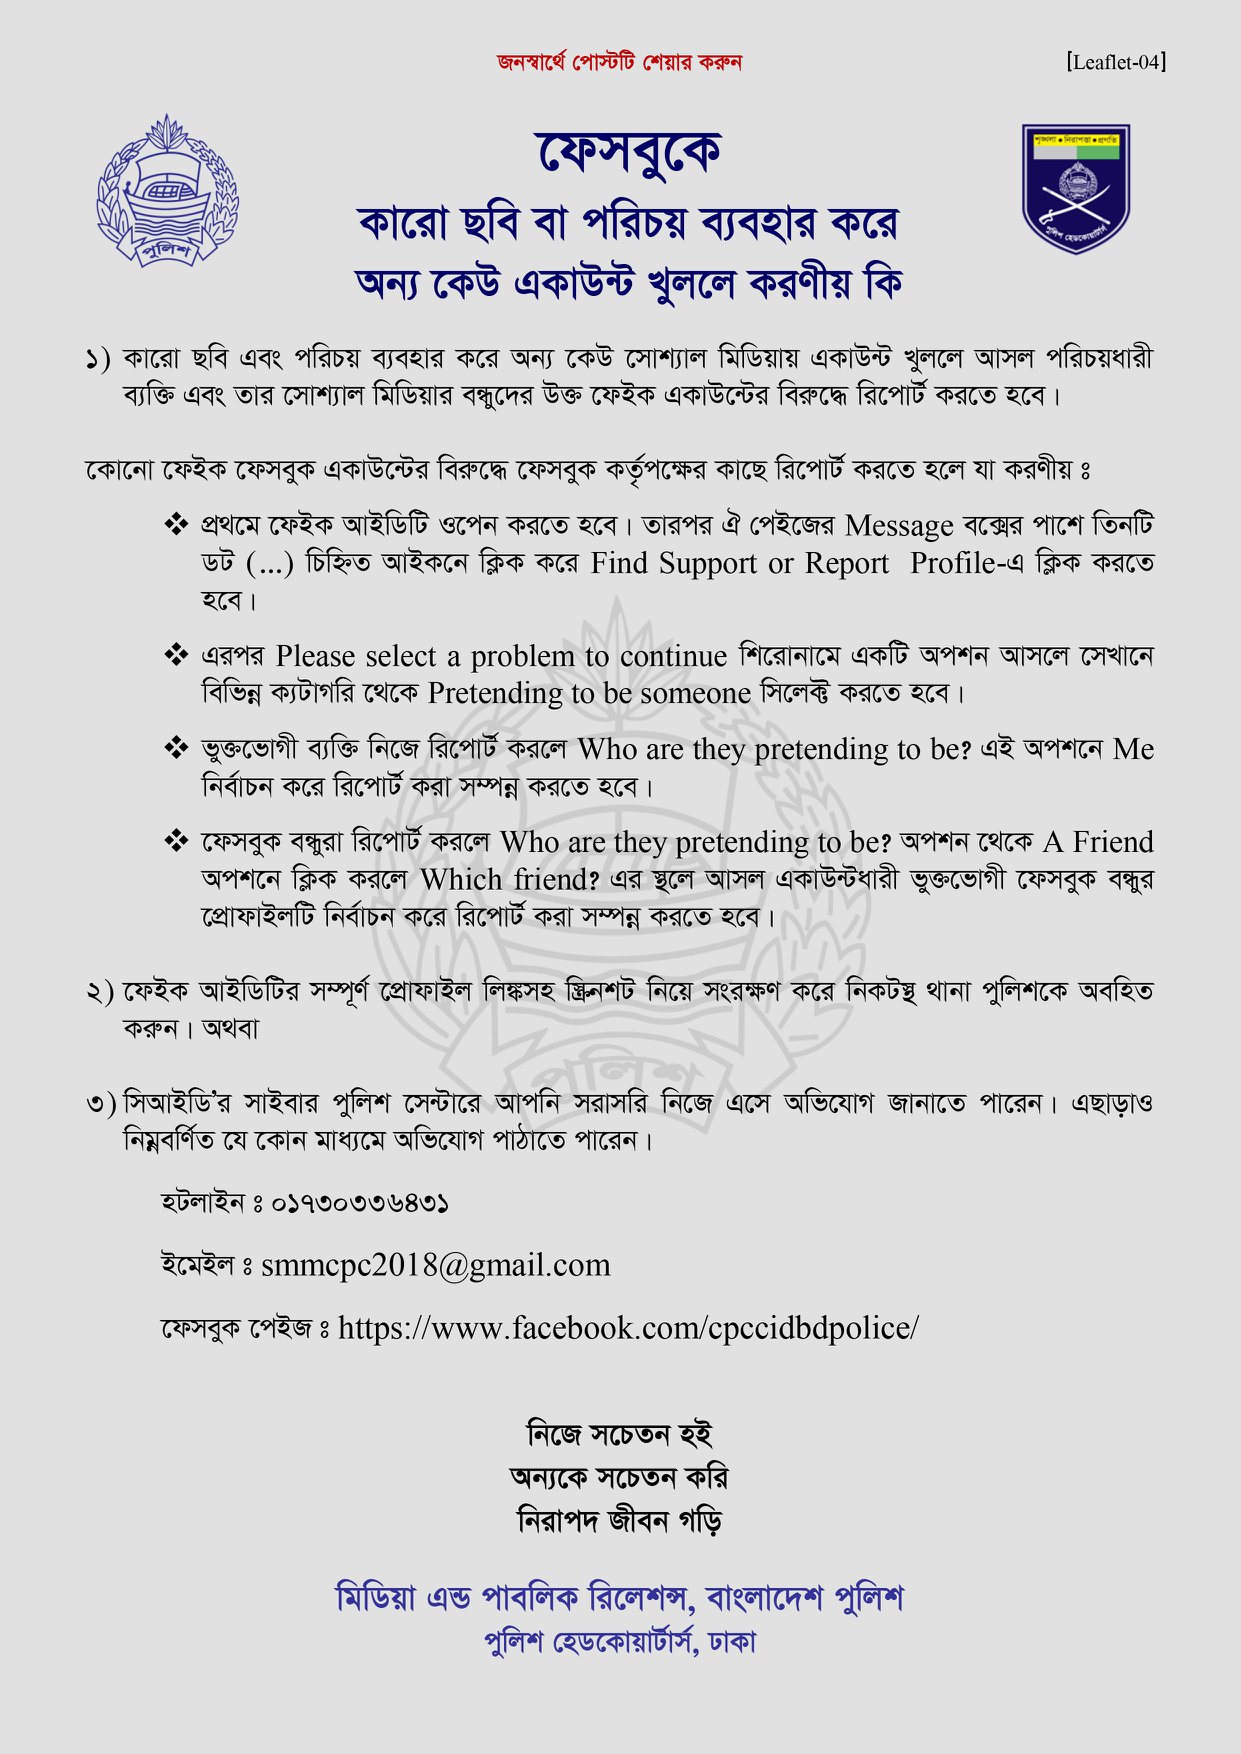 জনস্বার্থে পোস্টটি শেয়ার করুন
[Leaflet-04]
পুলিশ
শৃঙ্খলা • নিরাপত্তা • প্রগতি
পুলিশ হেডকোয়ার্টার্স
ফেসবুকে
কারো ছবি বা পরিচয় ব্যবহার করে
অন্য কেউ একাউন্ট খুললে করণীয় কি
১) কারো ছবি এবং পরিচয় ব্যবহার করে অন্য কেউ সোশ্যাল মিডিয়ায় একাউন্ট খুললে আসল পরিচয়ধারী
ব্যক্তি এবং তার সোশ্যাল মিডিয়ার বন্ধুদের উক্ত ফেইক একাউন্টের বিরুদ্ধে রিপোর্ট করতে হবে।
কোনো ফেইক ফেসবুক একাউন্টের বিরুদ্ধে ফেসবুক কর্তৃপক্ষের কাছে রিপোর্ট করতে হলে যা করণীয় ঃ
❖ প্রথমে ফেইক আইডিটি ওপেন করতে হবে। তারপর ঐ পেইজের Message বক্সের পাশে তিনটি
ডট (...) চিহ্নিত আইকনে ক্লিক করে Find Support or Report Profile-এ ক্লিক করতে
হবে।
❖ এরপর Please select a problem to continue শিরোনামে একটি অপশন আসলে সেখানে
বিভিন্ন ক্যটাগরি থেকে Pretending to be someone সিলেক্ট করতে হবে।
❖ ভুক্তভোগী ব্যক্তি নিজে রিপোর্ট করলে Who are they pretending to be? এই অপশনে Me
নির্বাচন করে রিপোর্ট করা সম্পন্ন করতে হবে।
❖ ফেসবুক বন্ধুরা রিপোর্ট করলে Who are they pretending to be? অপশন থেকে A Friend
অপশনে ক্লিক করলে Which friend? এর স্থলে আসল একাউন্টধারী ভুক্তভোগী ফেসবুক বন্ধুর
প্রোফাইলটি নির্বাচন করে রিপোর্ট করা সম্পন্ন করতে হবে।
২) ফেইক আইডিটির সম্পূর্ণ প্রোফাইল লিঙ্কসহ স্ক্রিনশট নিয়ে সংরক্ষণ করে নিকটস্থ থানা পুলিশকে অবহিত
করুন। অথবা
পুলিশ
৩) সিআইডি’র সাইবার পুলিশ সেন্টারে আপনি সরাসরি নিজে এসে অভিযোগ জানাতে পারেন। এছাড়াও
নিম্নবর্ণিত যে কোন মাধ্যমে অভিযোগ পাঠাতে পারেন।
হটলাইন ঃ ০১৭৩০৩৩৬৪৩১
ইমেইল ঃ smmcpc2018@gmail.com
ফেসবুক পেইজ ঃ https://www.facebook.com/cpccidbdpolice/
নিজে সচেতন হই
অন্যকে সচেতন করি
নিরাপদ জীবন গড়ি
মিডিয়া এন্ড পাবলিক রিলেশন্স, বাংলাদেশ পুলিশ
পুলিশ হেডকোয়ার্টার্স, ঢাকা